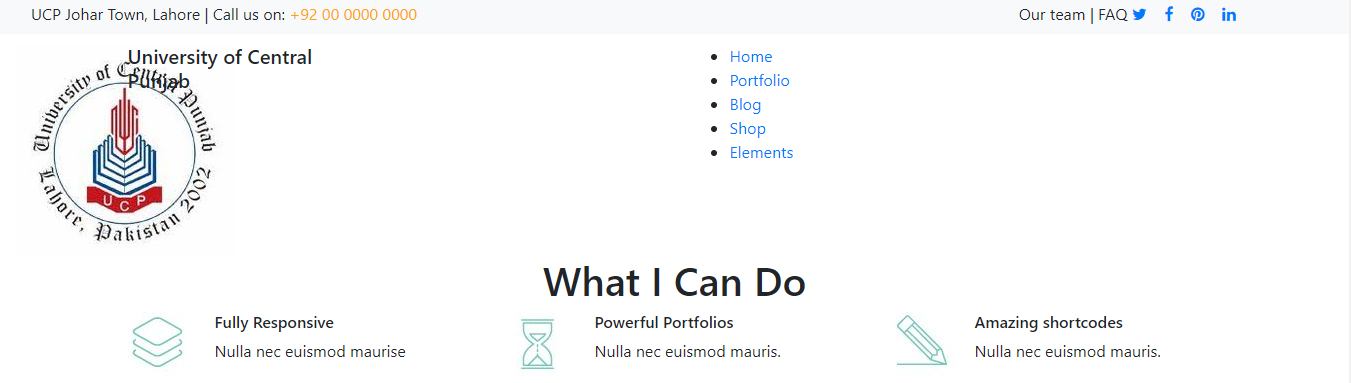 UCP Johar Town, Lahore | Call us on: +92 00 0000 0000
Our team | FAQ
University of Central
Punjab
University of Central Punjab
Lahore, Pakistan 2002
UCP
Home
Portfolio
Blog
Shop
Elements
What I Can Do
Fully Responsive
Nulla nec euismod maurise
Powerful Portfolios
Nulla nec euismod mauris.
Amazing shortcodes
Nulla nec euismod mauris.